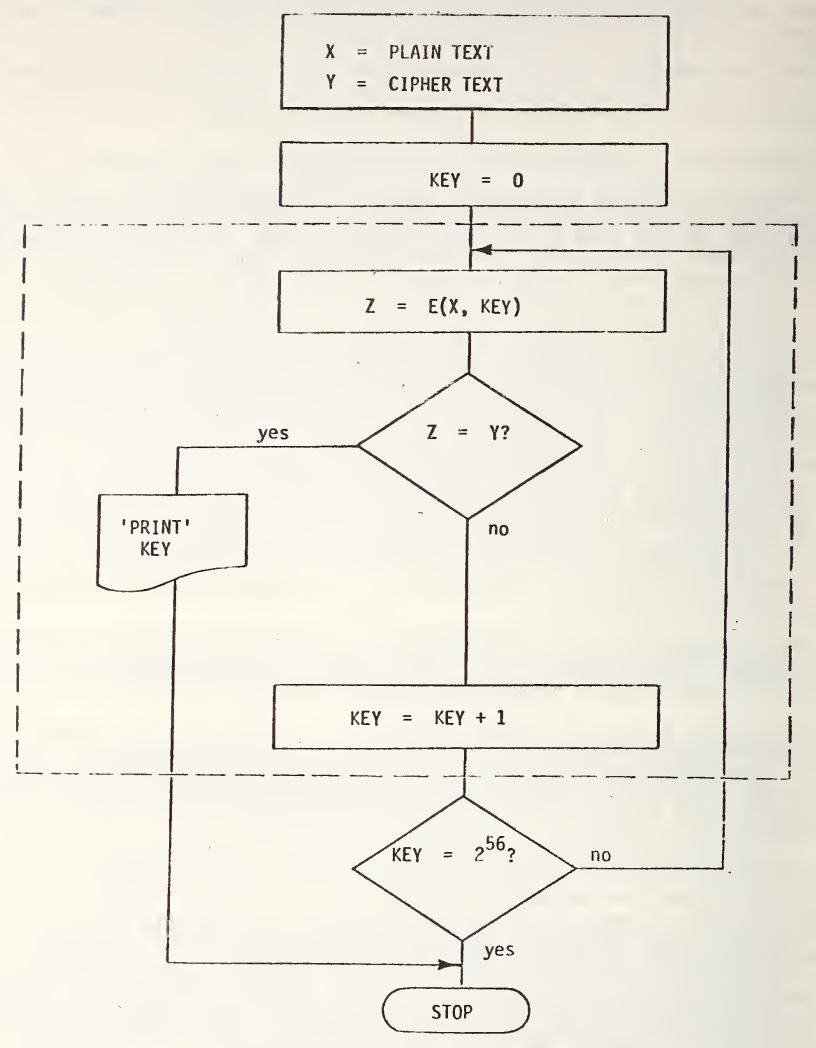 X = PLAIN TEXT
Y = CIPHER TEXT
KEY = 0
Z = E(X, KEY)
Z = Y?
yes
no
'PRINT'
KEY
KEY = KEY + 1
KEY = 2^56?
no
yes
STOP